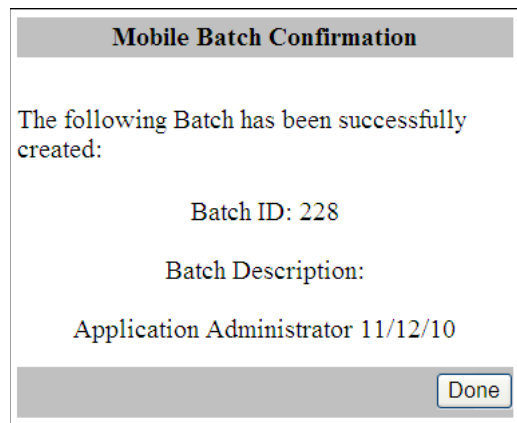 Mobile Batch Confirmation
The following Batch has been successfully
created:
Batch ID: 228
Batch Description:
Application Administrator 11/12/10
Done